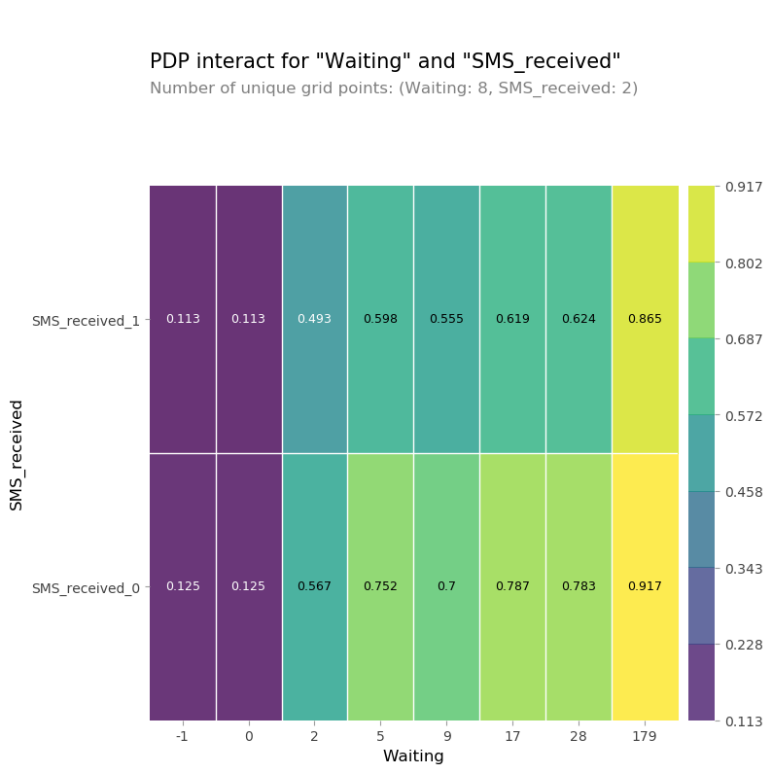 PDP interact for "Waiting" and "SMS_received"
Number of unique grid points: (Waiting: 8, SMS_received: 2)
0.917
0.802
0.687
0.572
0.458
0.343
0.228
0.113
SMS_received
SMS_received_1
0.113 0.113 0.493 0.598 0.555 0.619 0.624 0.865
SMS_received_0
0.125 0.125 0.567 0.752 0.7 0.787 0.783 0.917
-1 0 2 5 9 17 28 179
Waiting